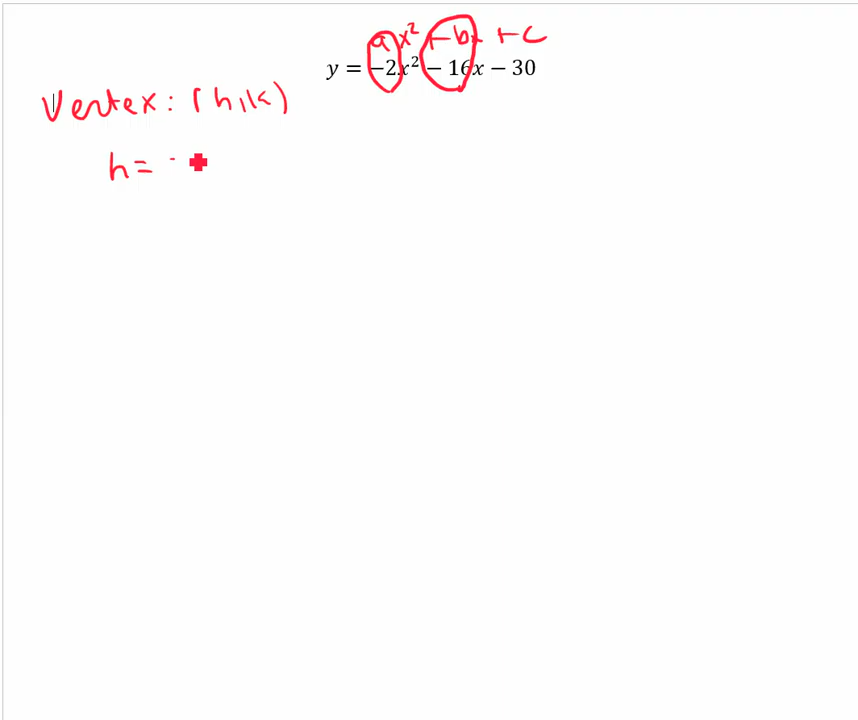 ax² + bx + c
y = −2x² − 16x − 30
Vertex: (h, k)
h = -